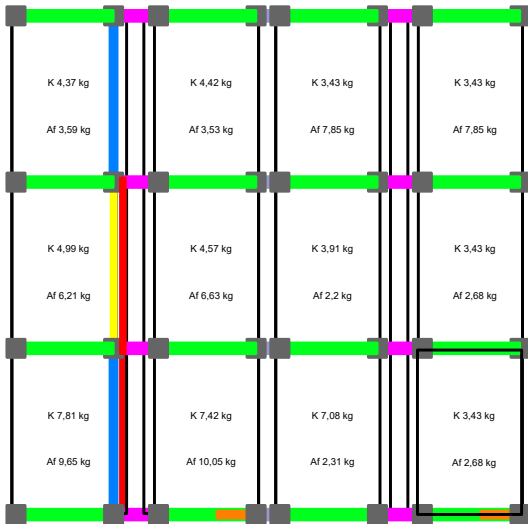 K 4,37 kg
K 4,42 kg
K 3,43 kg
K 3,43 kg
Af 3,59 kg
Af 3,53 kg
Af 7,85 kg
Af 7,85 kg
K 4,99 kg
K 4,57 kg
K 3,91 kg
K 3,43 kg
Af 6,21 kg
Af 6,63 kg
Af 2,2 kg
Af 2,68 kg
K 7,81 kg
K 7,42 kg
K 7,08 kg
K 3,43 kg
Af 9,65 kg
Af 10,05 kg
Af 2,31 kg
Af 2,68 kg